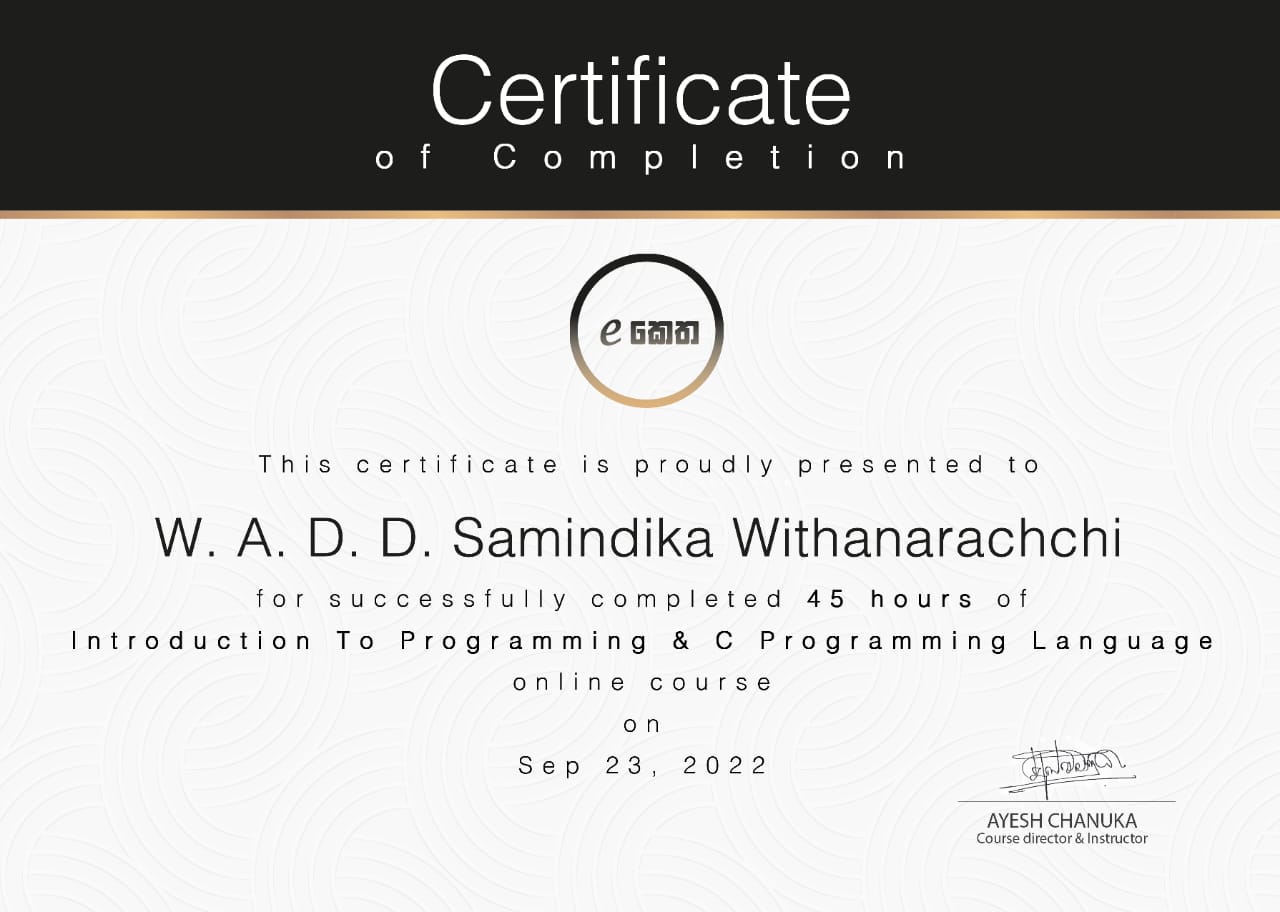 Certificate
of Completion
e කෙත
This certificate is proudly presented to
W. A. D. D. Samindika Withanarachchi
for successfully completed 45 hours of
Introduction To Programming & C Programming Language
online course
on
Sep 23, 2022
AYESH CHANUKA
Course director & Instructor